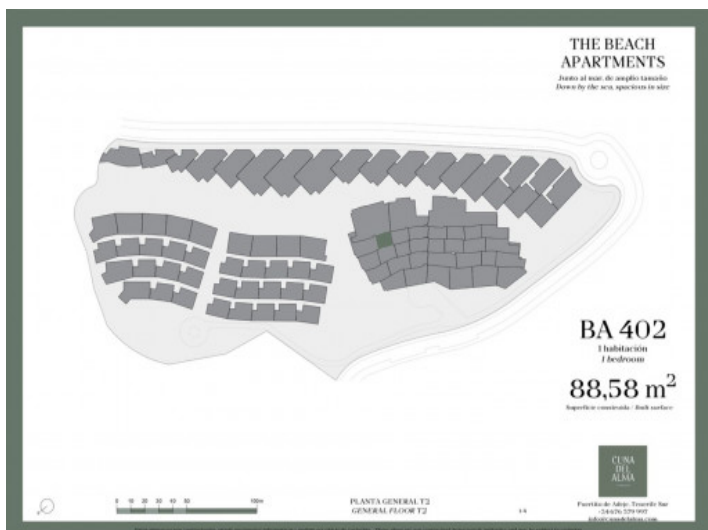 THE BEACH
APARTMENTS
Junto al mar, de amplio tamaño
Down by the sea, spacious in size
BA 402
1 habitación
1 bedroom
88,58 m²
Superficie construida / Built surface
CUNA
DEL
ALMA
0 10 20 30 40 50 100m
PLANTA GENERAL T2
GENERAL FLOOR T2
Puertito de Adeje, Tenerife Sur